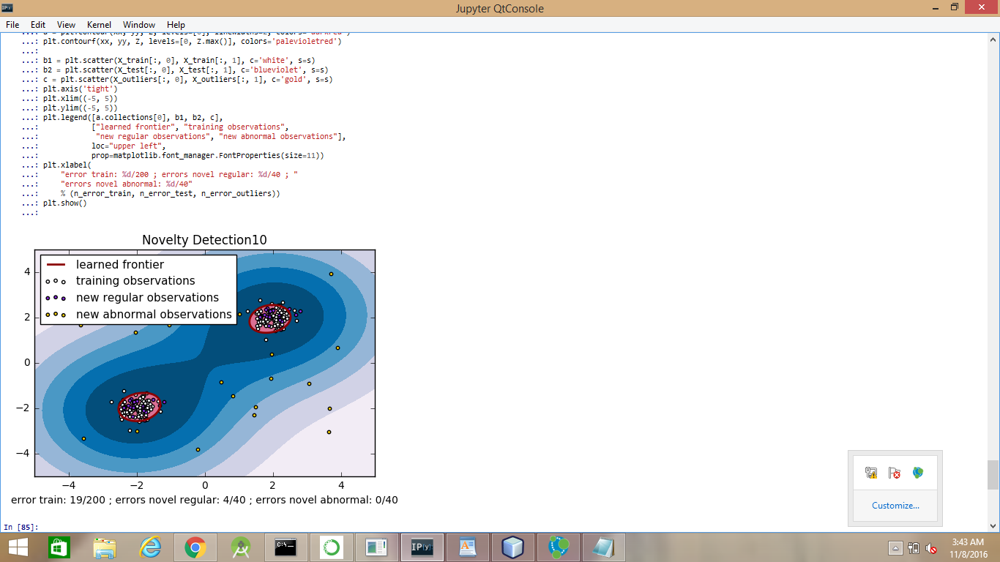 Jupyter QtConsole
File Edit View Kernel Window Help
...: plt.contourf(xx, yy, Z, levels=[0, Z.max()], colors='palevioletred')
...:
...: b1 = plt.scatter(X_train[:, 0], X_train[:, 1], c='white', s=s)
...: b2 = plt.scatter(X_test[:, 0], X_test[:, 1], c='blueviolet', s=s)
...: c = plt.scatter(X_outliers[:, 0], X_outliers[:, 1], c='gold', s=s)
...: plt.axis('tight')
...: plt.xlim((-5, 5))
...: plt.ylim((-5, 5))
...: plt.legend([a.collections[0], b1, b2, c],
...: ["learned frontier", "training observations",
...: "new regular observations", "new abnormal observations"],
...: loc="upper left",
...: prop=matplotlib.font_manager.FontProperties(size=11))
...: plt.xlabel(
...: "error train: %d/200 ; errors novel regular: %d/40 ; "
...: "errors novel abnormal: %d/40"
...: % (n_error_train, n_error_test, n_error_outliers))
...: plt.show()
...:
Novelty Detection10
learned frontier
training observations
new regular observations
new abnormal observations
4
2
0
−2
−4
−4 −2 0 2 4
error train: 19/200 ; errors novel regular: 4/40 ; errors novel abnormal: 0/40
In [85]:
Customize...
IP[y]:
3:43 AM
11/8/2016